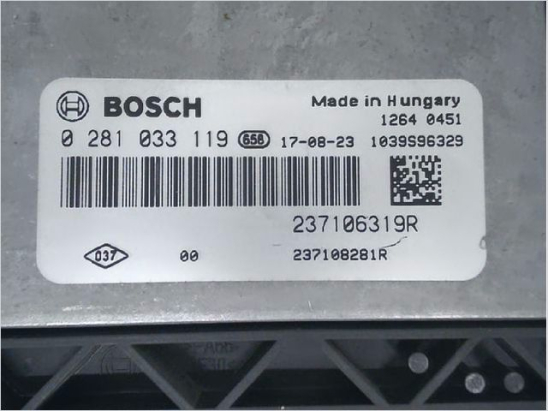 BOSCH
Made in Hungary
1264 0451
0 281 033 119 658 17-08-23 1039S96329
237106319R
037 00 237108281R